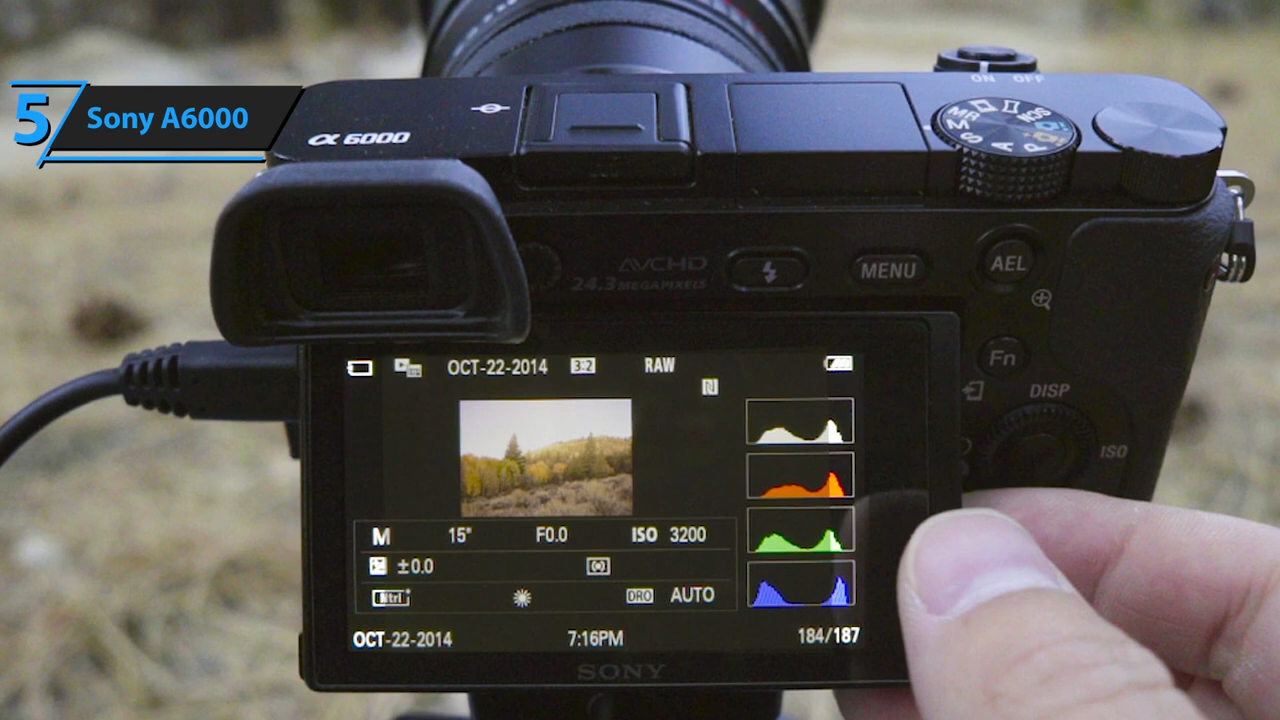 5 Sony A6000
α 6000
ON OFF
MR SCN
M
S A P
AVCHD
24.3 MEGAPIXELS
MENU
AEL
Fn
DISP
ISO
OCT-22-2014 3:2 RAW
M 15" F0.0 ISO 3200
±0.0
Ntrl
DRO AUTO
OCT-22-2014 7:16PM 184/187
SONY